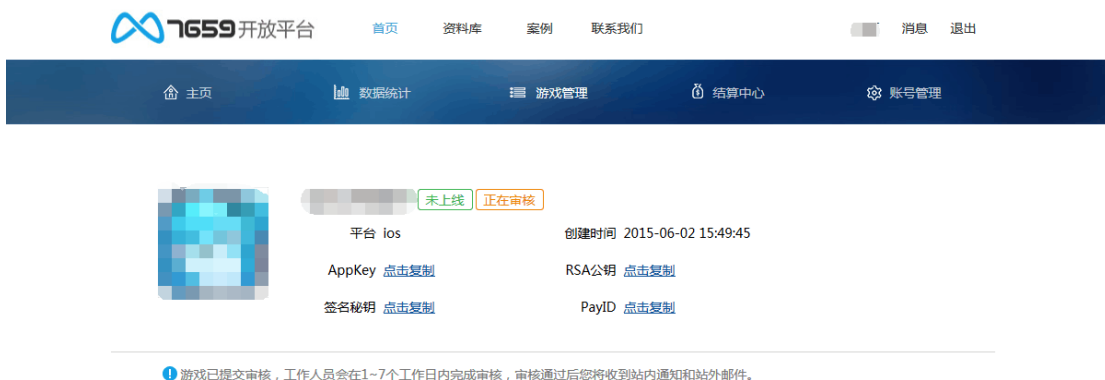 7659开放平台 首页 资料库 案例 联系我们 消息 退出
主页 数据统计 游戏管理 结算中心 账号管理
未上线 正在审核
平台 ios 创建时间 2015-06-02 15:49:45
AppKey 点击复制 RSA公钥 点击复制
签名秘钥 点击复制 PayID 点击复制
游戏已提交审核，工作人员会在1~7个工作日内完成审核，审核通过后您将收到站内通知和站外邮件。